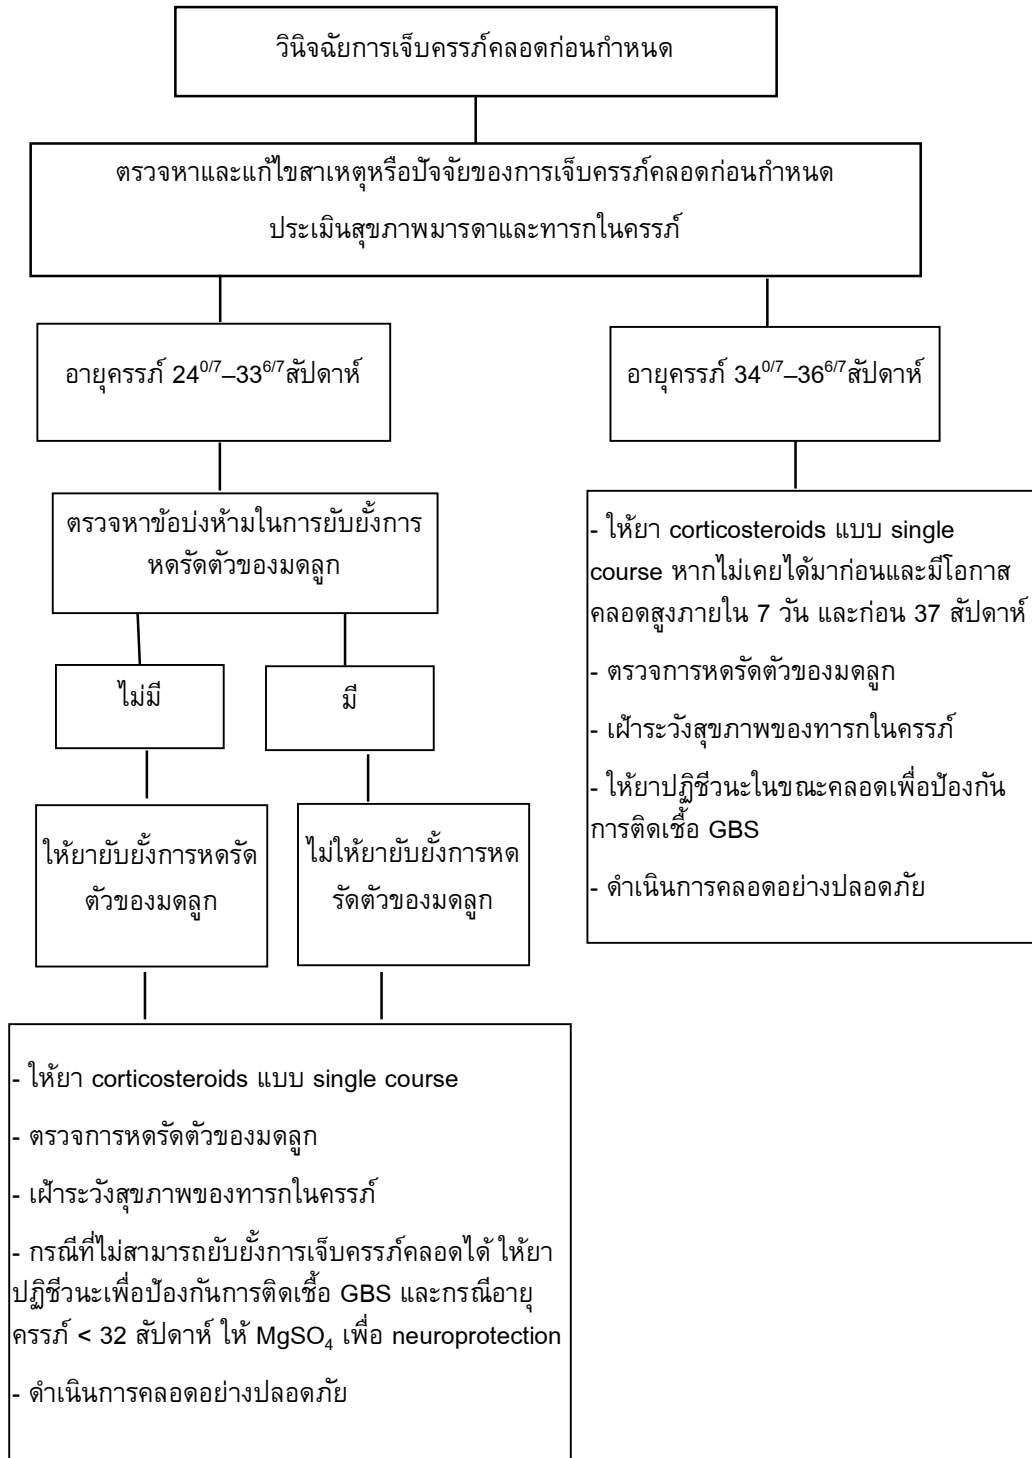 วินิจฉัยการเจ็บครรภ์คลอดก่อนกำหนด
ตรวจหาและแก้ไขสาเหตุหรือปัจจัยของการเจ็บครรภ์คลอดก่อนกำหนด
ประเมินสุขภาพมารดาและทารกในครรภ์
อายุครรภ์ 24⁰ᐟ⁷–33⁶ᐟ⁷สัปดาห์
อายุครรภ์ 34⁰ᐟ⁷–36⁶ᐟ⁷สัปดาห์
ตรวจหาข้อบ่งห้ามในการยับยั้งการ
หดรัดตัวของมดลูก
ไม่มี
มี
ให้ยายับยั้งการหดรัด
ตัวของมดลูก
ไม่ให้ยายับยั้งการหด
รัดตัวของมดลูก
- ให้ยา corticosteroids แบบ single
course หากไม่เคยได้มาก่อนและมีโอกาส
คลอดสูงภายใน 7 วัน และก่อน 37 สัปดาห์
- ตรวจการหดรัดตัวของมดลูก
- เฝ้าระวังสุขภาพของทารกในครรภ์
- ให้ยาปฏิชีวนะในขณะคลอดเพื่อป้องกัน
การติดเชื้อ GBS
- ดำเนินการคลอดอย่างปลอดภัย
- ให้ยา corticosteroids แบบ single course
- ตรวจการหดรัดตัวของมดลูก
- เฝ้าระวังสุขภาพของทารกในครรภ์
- กรณีที่ไม่สามารถยับยั้งการเจ็บครรภ์คลอดได้ ให้ยา
ปฏิชีวนะเพื่อป้องกันการติดเชื้อ GBS และกรณีอายุ
ครรภ์ < 32 สัปดาห์ ให้ MgSO₄ เพื่อ neuroprotection
- ดำเนินการคลอดอย่างปลอดภัย